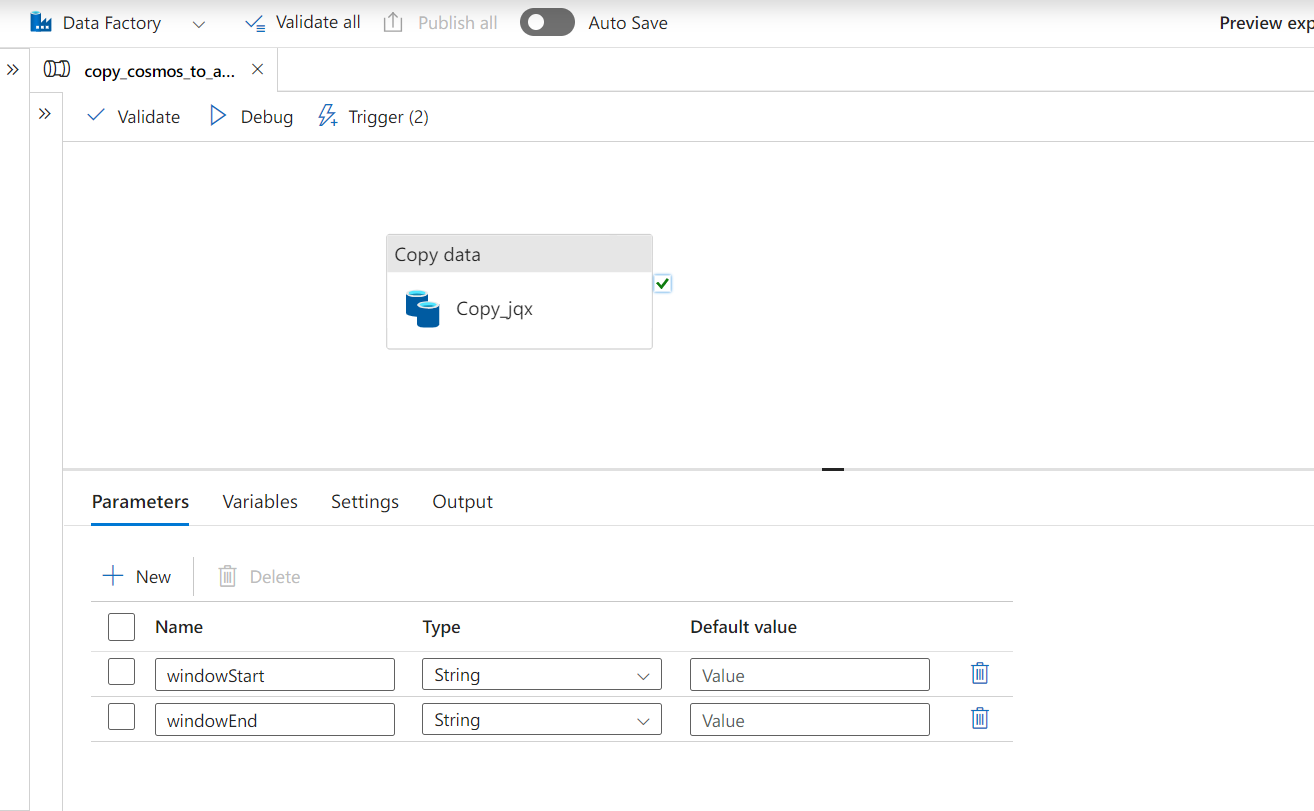 Data Factory Validate all Publish all Auto Save Preview exp
copy_cosmos_to_a...
Validate Debug Trigger (2)
Copy data
Copy_jqx
Parameters Variables Settings Output
New Delete
Name Type Default value
windowStart String Value
windowEnd String Value